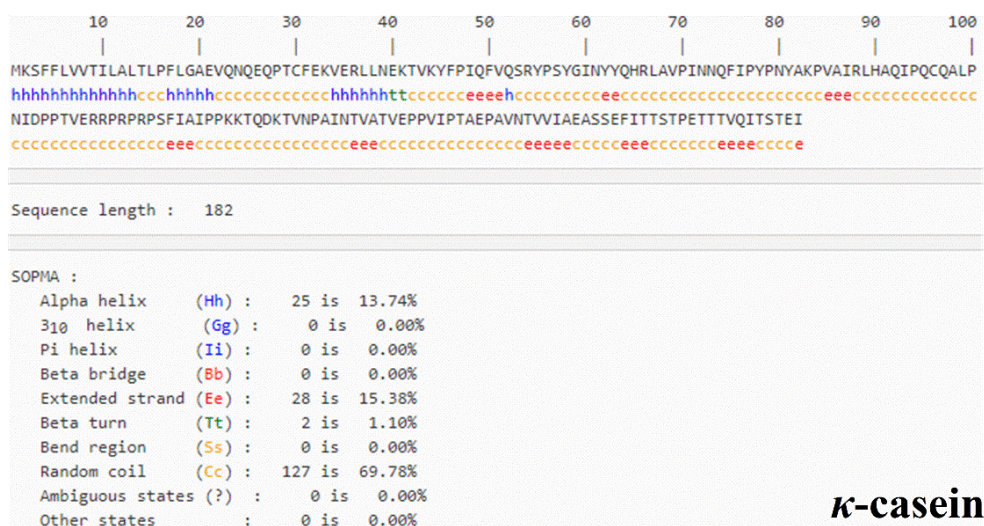 10 20 30 40 50 60 70 80 90 100
| | | | | | | | | |
MKSFFLVVTILALTLPFLGAEVQNQEQPTCFEKVERLLNEKTVKYFPIQFVQSRYPSYGINYYQHRLAVPINNQFIPYPNYAKPVAIRLHAQIPQCQALP
hhhhhhhhhhhhhccchhhhhcccccccccccchhhhhhttcccccceeeehccccccccceecccccccccccccccccccceeeccccccccccccc
NIDPPTVERRPRPRPSFIAIPPKKTQDKTVNPAINTVATVEPPVIPTAEPAVNTVVIAEASSEFITTSTPETTTVQITSTEI
cccccccccccccccceeecccccccccccccccceeeccccccccccccccceeeeeccccceeeccccccceeeecccce
Sequence length : 182
SOPMA :
Alpha helix (Hh) : 25 is 13.74%
3₁₀ helix (Gg) : 0 is 0.00%
Pi helix (Ii) : 0 is 0.00%
Beta bridge (Bb) : 0 is 0.00%
Extended strand (Ee) : 28 is 15.38%
Beta turn (Tt) : 2 is 1.10%
Bend region (Ss) : 0 is 0.00%
Random coil (Cc) : 127 is 69.78%
Ambiguous states (?) : 0 is 0.00%
Other states : 0 is 0.00%
κ-casein